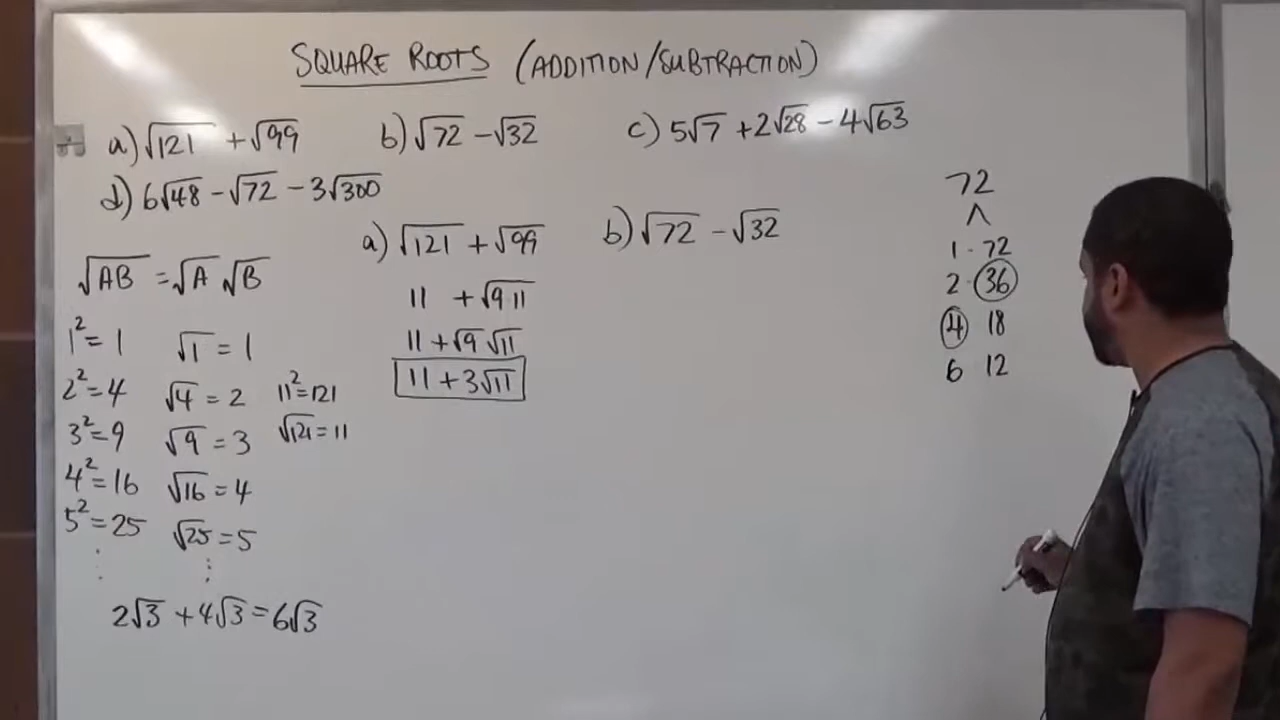 SQUARE ROOTS (ADDITION/SUBTRACTION)
a) √121 + √99
b) √72 - √32
c) 5√7 + 2√28 - 4√63
d) 6√48 - √72 - 3√300
√AB = √A √B
1² = 1
√1 = 1
2² = 4
√4 = 2
11² = 121
3² = 9
√9 = 3
√121 = 11
4² = 16
√16 = 4
5² = 25
√25 = 5
2√3 + 4√3 = 6√3
a) √121 + √99
11 + √9·11
11 + √9 √11
11 + 3√11
b) √72 - √32
72
1 · 72
2 · 36
4 18
6 12